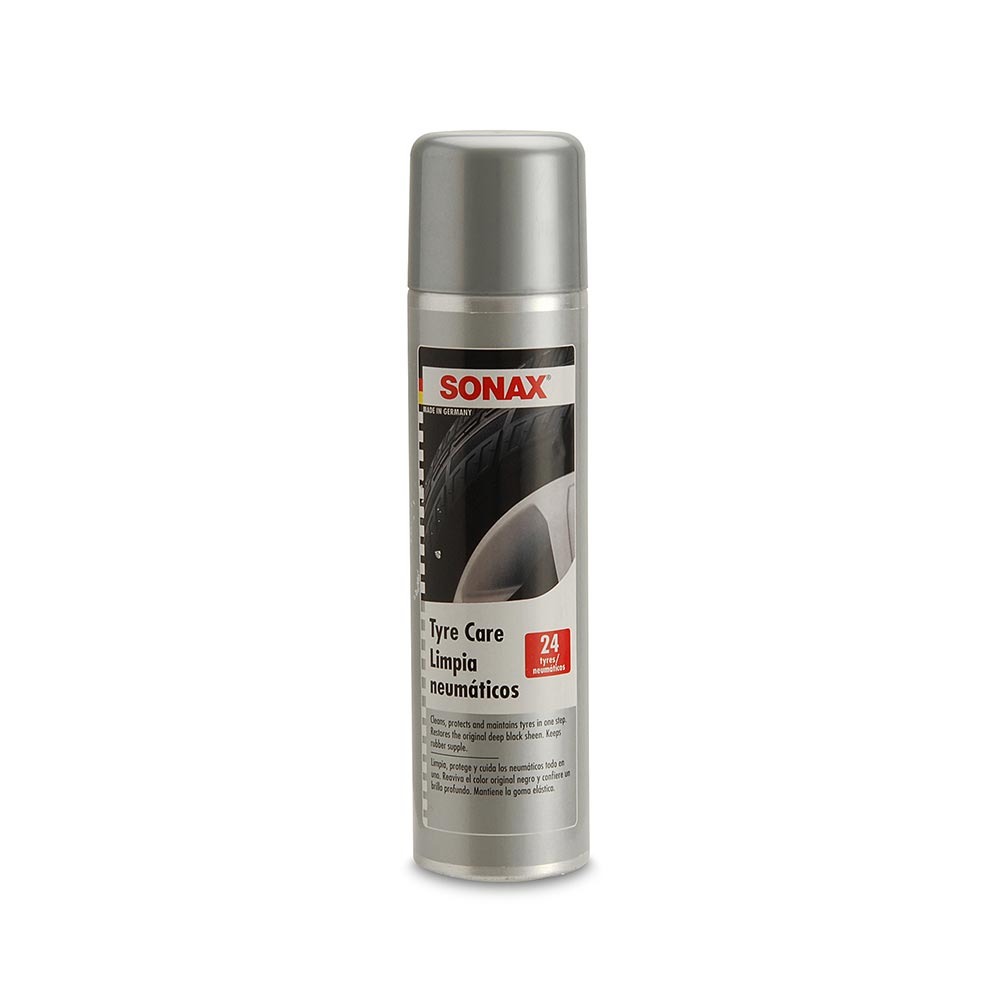 SONAX®
MADE IN GERMANY
Tyre Care
Limpia
neumáticos
24
tyres/
neumáticos
Cleans, protects and maintains tyres in one step.
Restores the original deep black sheen. Keeps
rubber supple.
Limpia, protege y cuida los neumáticos todo en
uno. Reaviva el color original negro y confiere un
brillo profundo. Mantiene la goma elástica.